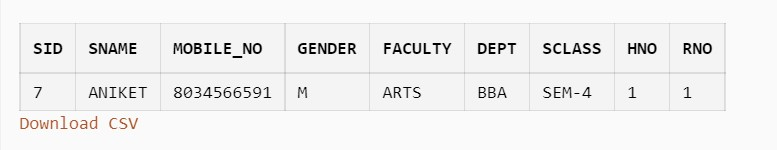 SID SNAME MOBILE_NO GENDER FACULTY DEPT SCLASS HNO RNO
7 ANIKET 8034566591 M ARTS BBA SEM-4 1 1
Download CSV